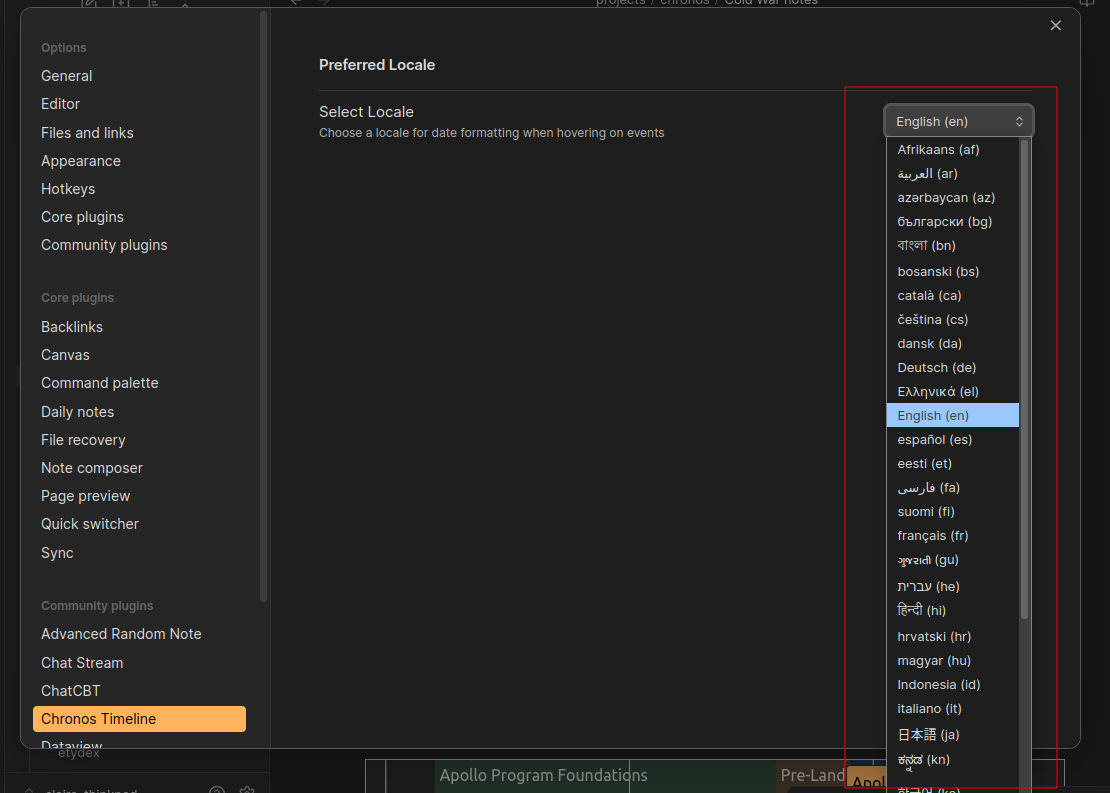 projects / chronos / Cold War notes
Options
General
Editor
Files and links
Appearance
Hotkeys
Core plugins
Community plugins
Core plugins
Backlinks
Canvas
Command palette
Daily notes
File recovery
Note composer
Page preview
Quick switcher
Sync
Community plugins
Advanced Random Note
Chat Stream
ChatCBT
Chronos Timeline
Dataview
Preferred Locale
Select Locale
Choose a locale for date formatting when hovering on events
English (en)
Afrikaans (af)
العربية (ar)
azərbaycan (az)
български (bg)
বাংলা (bn)
bosanski (bs)
català (ca)
čeština (cs)
dansk (da)
Deutsch (de)
Ελληνικά (el)
English (en)
español (es)
eesti (et)
فارسی (fa)
suomi (fi)
français (fr)
ગુજરાતી (gu)
עברית (he)
हिन्दी (hi)
hrvatski (hr)
magyar (hu)
Indonesia (id)
italiano (it)
日本語 (ja)
ಕನ್ನಡ (kn)
한국어 (ko)
etydex
Apollo Program Foundations
Pre-Land
Apol